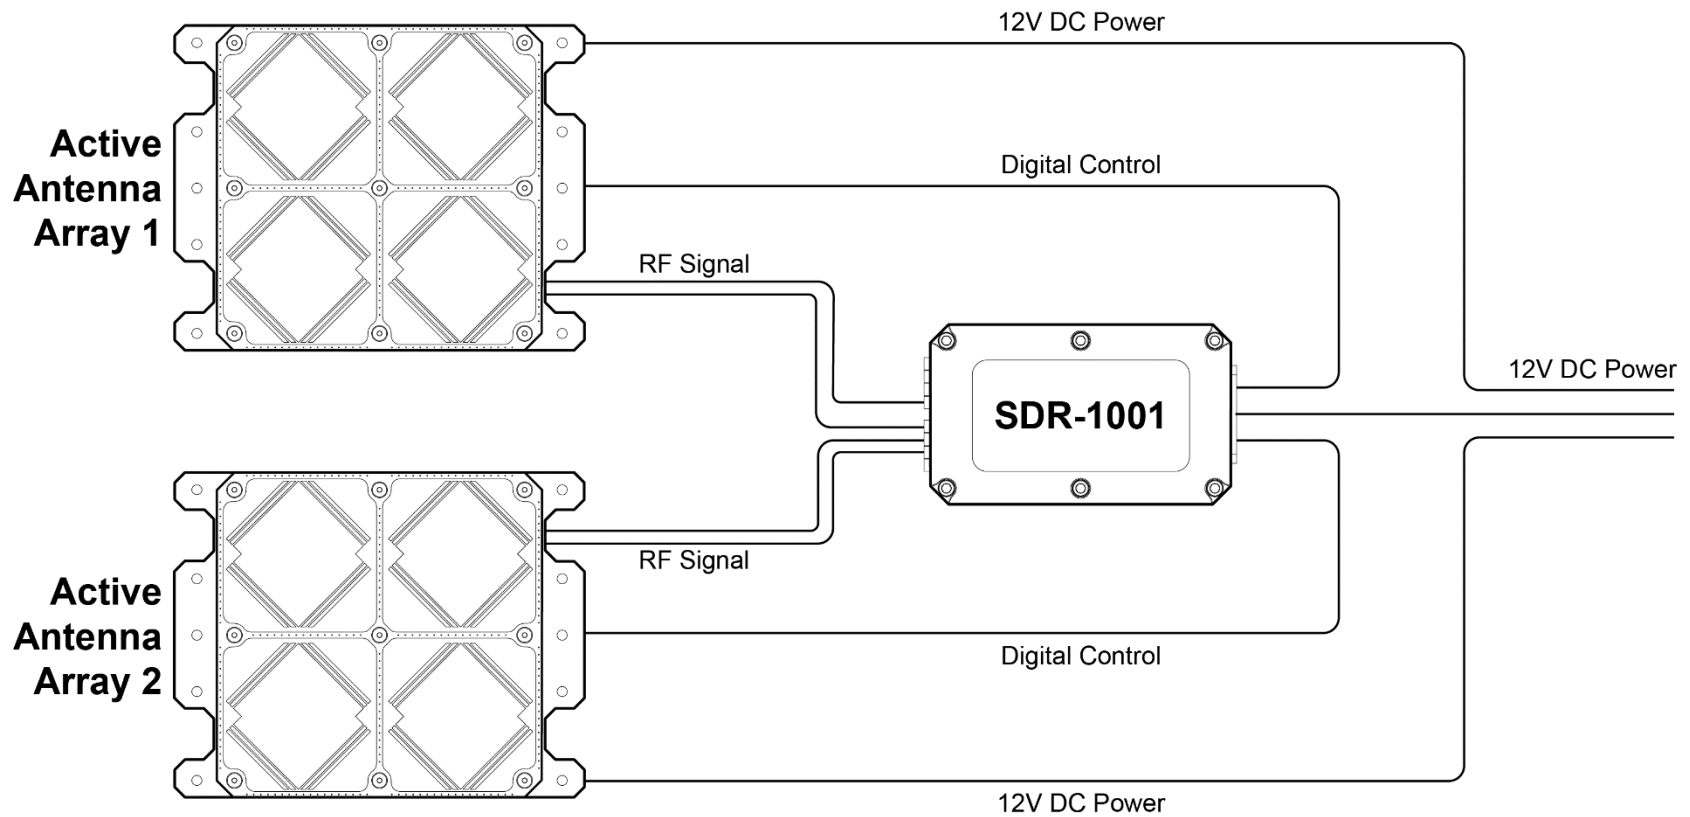 12V DC Power
Digital Control
Active
Antenna
Array 1
RF Signal
12V DC Power
SDR-1001
RF Signal
Active
Antenna
Array 2
Digital Control
12V DC Power